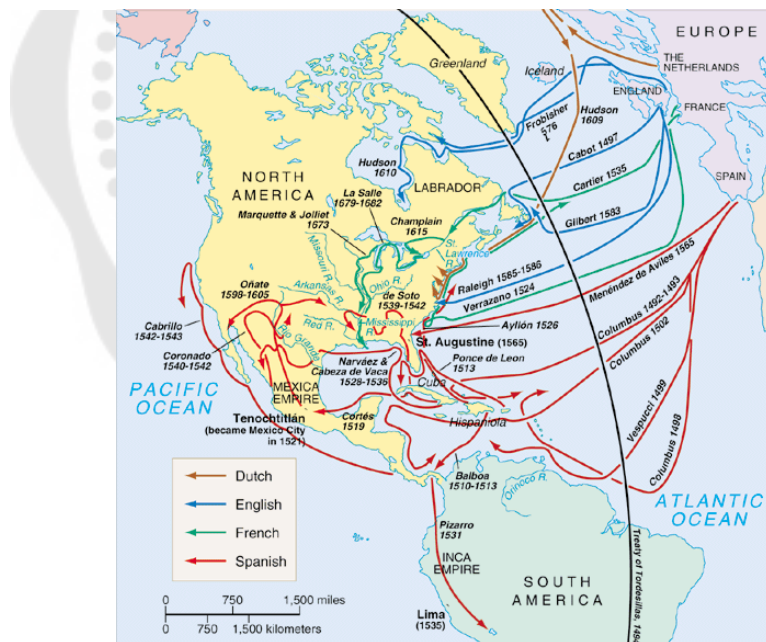 EUROPE
Greenland
Iceland
THE
NETHERLANDS
ENGLAND
FRANCE
SPAIN
Frobisher
Hudson
1609
Cabot 1497
Cartier 1535
Gilbert 1583
Hudson
1610
LABRADOR
NORTH
AMERICA
La Salle
1679-1682
Marquette & Joiliet
1673
Champlain
1615
St.
Lawrence
R.
Missouri R.
Ohio R.
Raleigh 1585-1586
Verrazano 1524
Menéndez de Aviles 1565
Columbus 1492-1493
Columbus 1502
Vespucci 1499
Columbus 1498
Oñate
1598-1605
Arkansas R.
de Soto
1539-1542
Mississippi
R.
Red R.
Rio Grande
Cabrillo
1542-1543
Coronado
1540-1542
Ayllón 1526
St. Augustine (1565)
Narváez &
Cabeza de Vaca
1528-1536
Ponce de Leon
1513
Cuba
PACIFIC
OCEAN
MEXICA
EMPIRE
Tenochtitlán
(became Mexico City
in 1521)
Cortés
1519
Hispaniola
Balboa
1510-1513
Orinoco R.
ATLANTIC
OCEAN
Dutch
English
French
Spanish
Pizarro
1531
INCA
EMPIRE
SOUTH
AMERICA
Lima
(1535)
Treaty of Tordesillas,
0 750 1,500 miles
0 750 1,500 kilometers